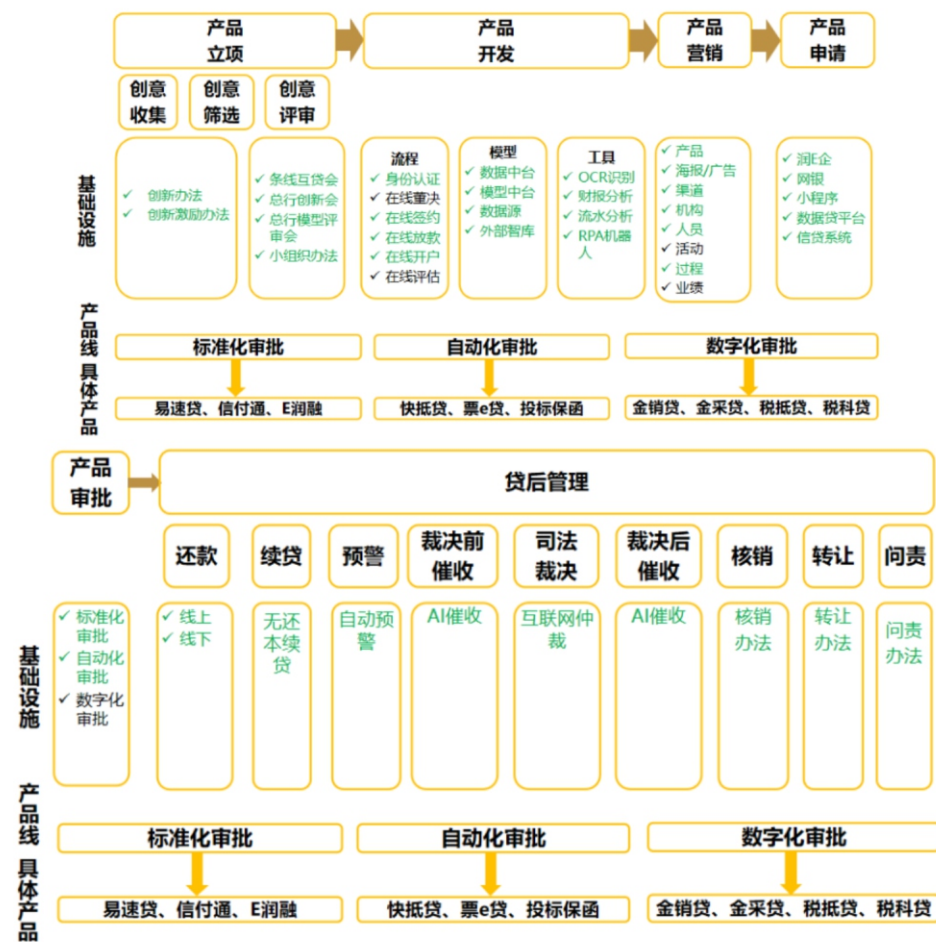 产品
立项
产品
开发
产品
营销
产品
申请
创意
收集
创意
筛选
创意
评审
基础设施
✓ 创新办法
✓ 创新激励办法
✓ 条线互贷会
✓ 总行创新会
✓ 总行模型评
审会
✓ 小组织办法
流程
✓ 身份认证
✓ 在线董决
✓ 在线签约
✓ 在线放款
✓ 在线开户
✓ 在线评估
模型
✓ 数据中台
✓ 模型中台
✓ 数据源
✓ 外部智库
工具
✓ OCR识别
✓ 财报分析
✓ 流水分析
✓ RPA机器
人
✓ 产品
✓ 海报/广告
✓ 渠道
✓ 机构
✓ 人员
✓ 活动
✓ 过程
✓ 业绩
✓ 润E企
✓ 网银
✓ 小程序
✓ 数据贷平台
✓ 信贷系统
产品线
标准化审批
自动化审批
数字化审批
具体产品
易速贷、信付通、E润融
快抵贷、票e贷、投标保函
金销贷、金采贷、税抵贷、税科贷
产品
审批
贷后管理
还款
续贷
预警
裁决前
催收
司法
裁决
裁决后
催收
核销
转让
问责
基础设施
✓ 标准化
审批
✓ 自动化
审批
✓ 数字化
审批
✓ 线上
✓ 线下
无还
本续
贷
自动预
警
AI催收
互联网仲
裁
AI催收
核销
办法
转让
办法
问责
办法
产品线
标准化审批
自动化审批
数字化审批
具体产品
易速贷、信付通、E润融
快抵贷、票e贷、投标保函
金销贷、金采贷、税抵贷、税科贷